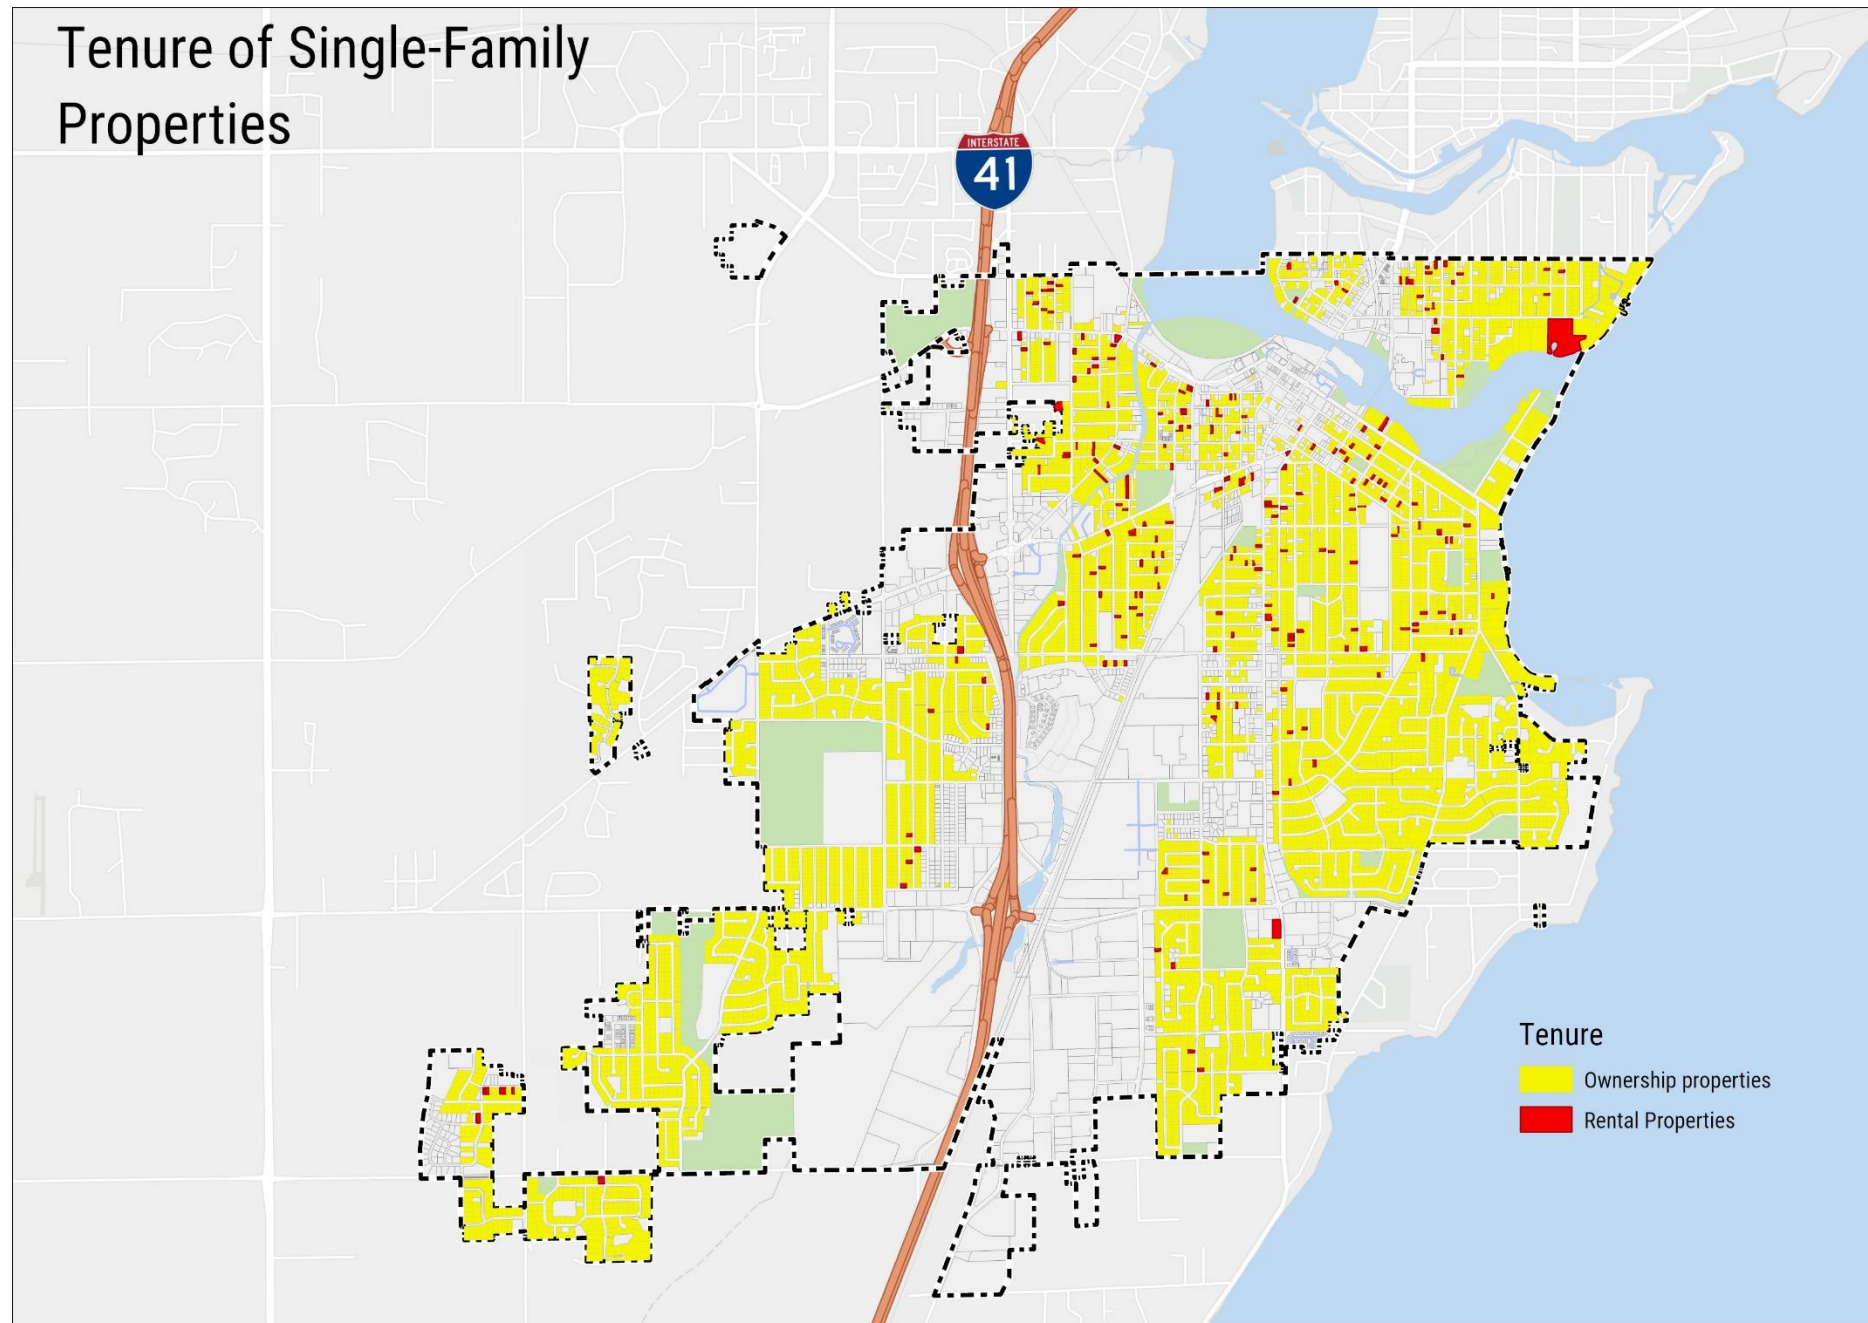 Tenure of Single-Family
Properties
INTERSTATE
41
Tenure
Ownership properties
Rental Properties